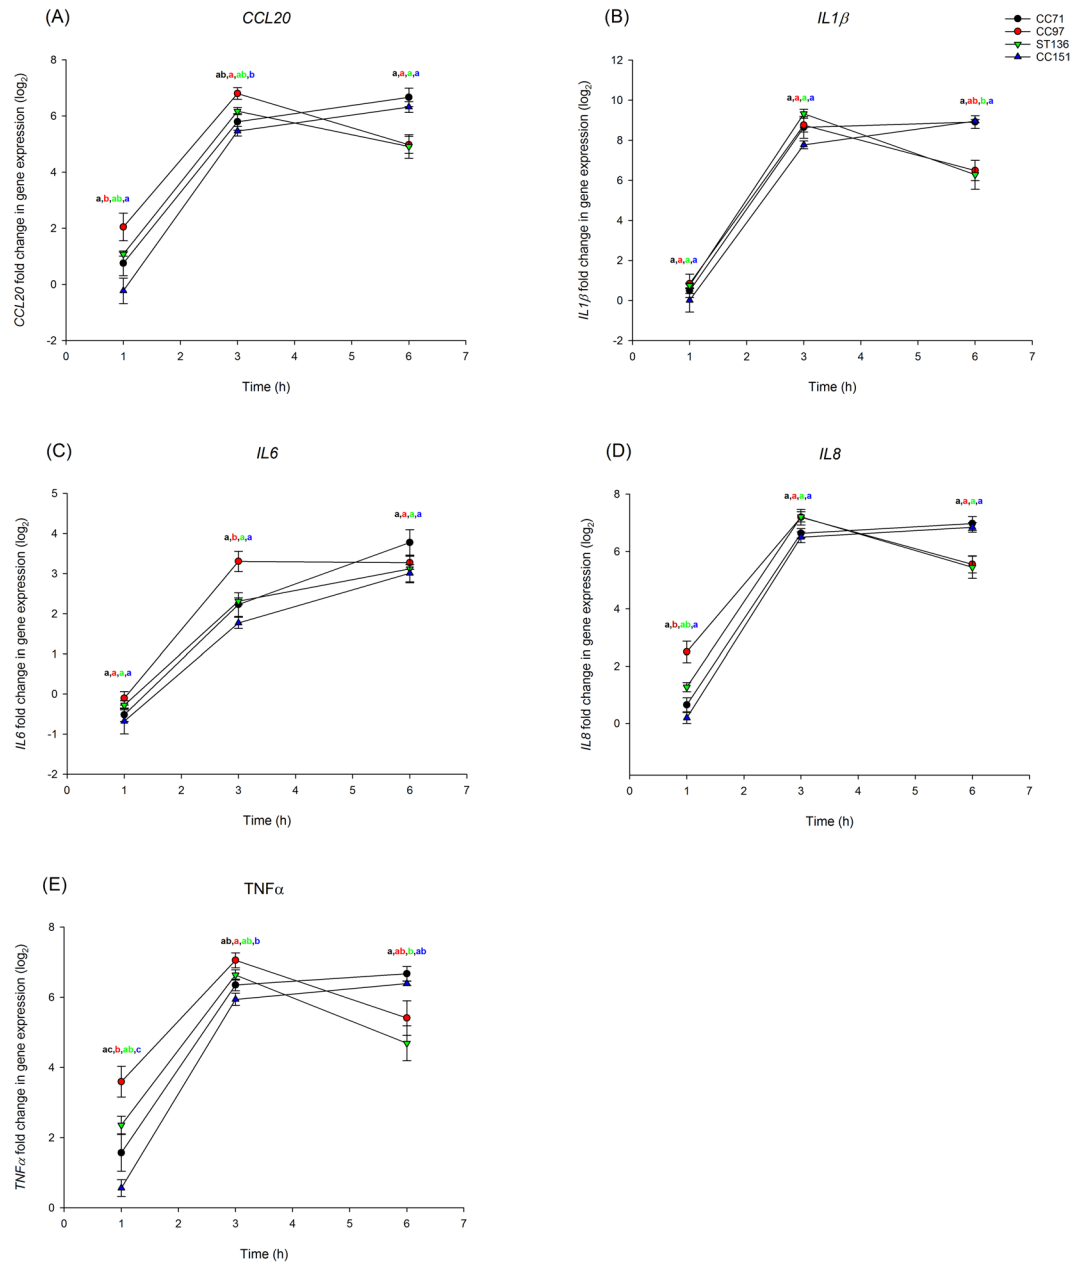 (A)
CCL20
CCL20 fold change in gene expression (log2)
8
6
4
2
0
-2
a,b,ab,a
ab,a,ab,b
a,a,a,a
0 1 2 3 4 5 6 7
Time (h)
(B)
IL1β
CC71
CC97
ST136
CC151
IL1β fold change in gene expression (log2)
12
10
8
6
4
2
0
-2
a,a,a,a
a,a,a,a
a,ab,b,a
0 1 2 3 4 5 6 7
Time (h)
(C)
IL6
IL6 fold change in gene expression (log2)
5
4
3
2
1
0
-1
-2
a,a,a,a
a,b,a,a
a,a,a,a
0 1 2 3 4 5 6 7
Time (h)
(D)
IL8
IL8 fold change in gene expression (log2)
8
6
4
2
0
a,b,ab,a
a,a,a,a
a,a,a,a
0 1 2 3 4 5 6 7
Time (h)
(E)
TNFα
TNFα fold change in gene expression (log2)
8
6
4
2
0
ac,b,ab,c
ab,a,ab,b
a,ab,b,ab
0 1 2 3 4 5 6 7
Time (h)